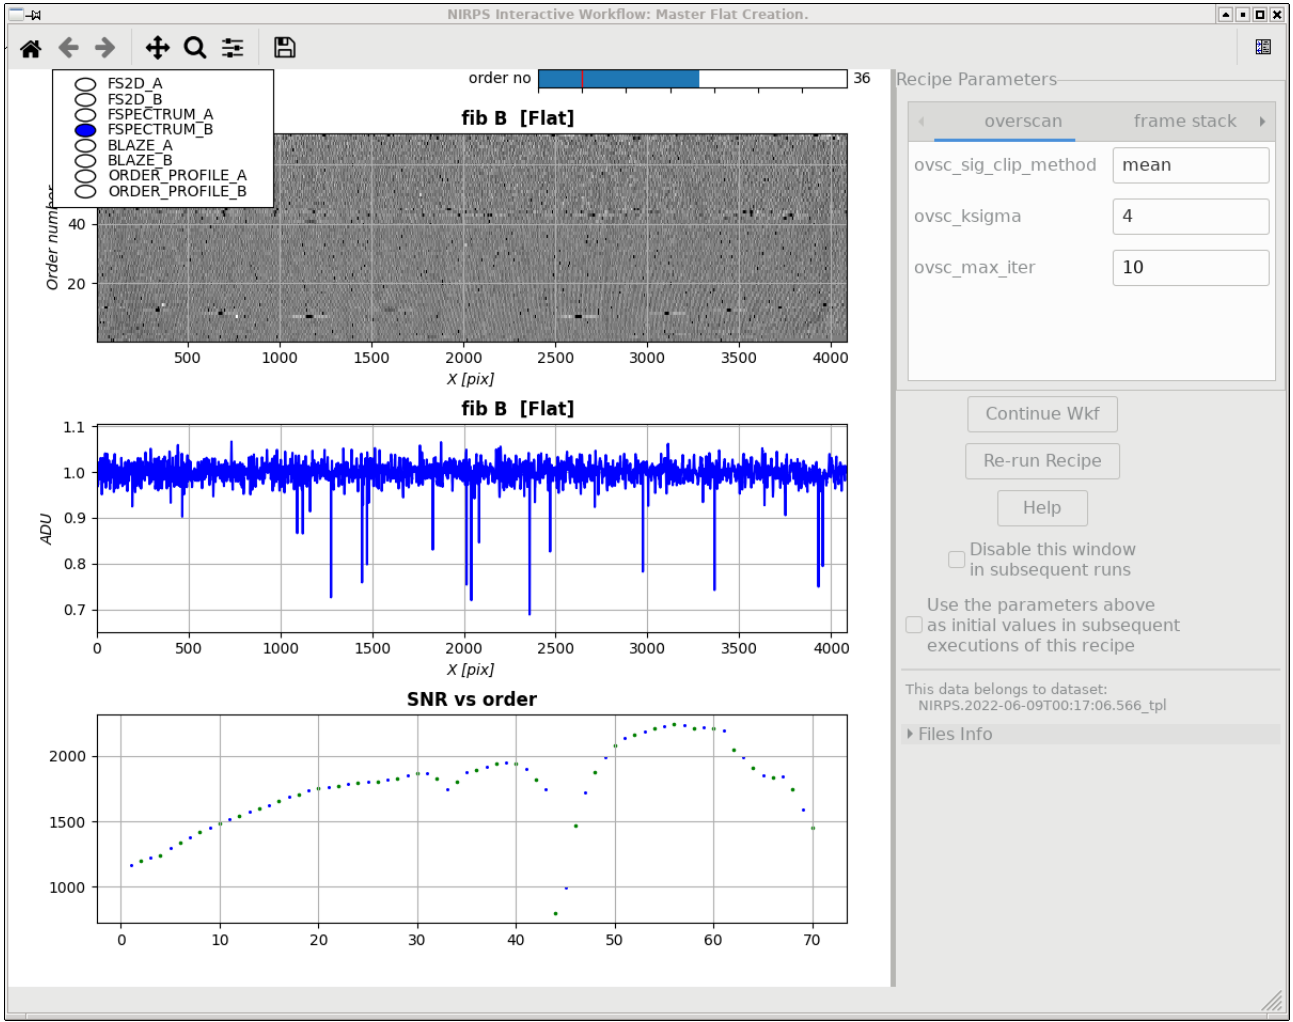 NIRPS Interactive Workflow: Master Flat Creation.
FS2D_A
FS2D_B
FSPECTRUM_A
FSPECTRUM_B
BLAZE_A
BLAZE_B
ORDER_PROFILE_A
ORDER_PROFILE_B
order no
36
fib B [Flat]
Order number
40
20
500 1000 1500 2000 2500 3000 3500 4000
X [pix]
fib B [Flat]
ADU
1.1
1.0
0.9
0.8
0.7
0 500 1000 1500 2000 2500 3000 3500 4000
X [pix]
SNR vs order
2000
1500
1000
0 10 20 30 40 50 60 70
Recipe Parameters
overscan frame stack
ovsc_sig_clip_method mean
ovsc_ksigma 4
ovsc_max_iter 10
Continue Wkf
Re-run Recipe
Help
Disable this window
in subsequent runs
Use the parameters above
as initial values in subsequent
executions of this recipe
This data belongs to dataset:
NIRPS.2022-06-09T00:17:06.566_tpl
Files Info